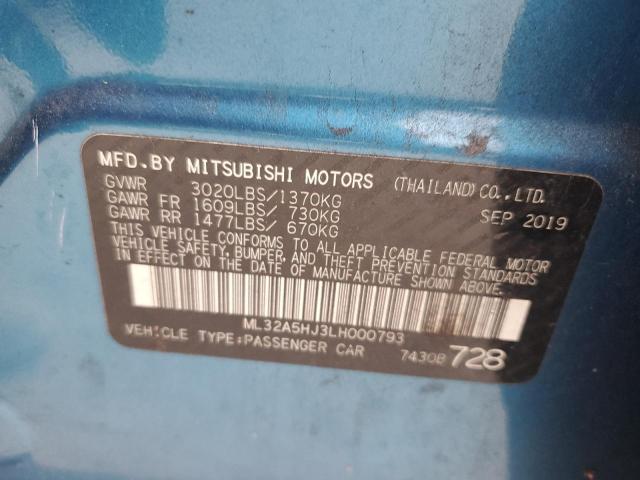 MFD.BY MITSUBISHI MOTORS (THAILAND) CO.,LTD.
GVWR 3020LBS/1370KG SEP 2019
GAWR FR 1609LBS/ 730KG
GAWR RR 1477LBS/ 670KG
THIS VEHICLE CONFORMS TO ALL APPLICABLE FEDERAL MOTOR
VEHICLE SAFETY, BUMPER, AND THEFT PREVENTION STANDARDS
IN EFFECT ON THE DATE OF MANUFACTURE SHOWN ABOVE.
ML32A5HJ3LH000793
VEHICLE TYPE:PASSENGER CAR 7430B 728